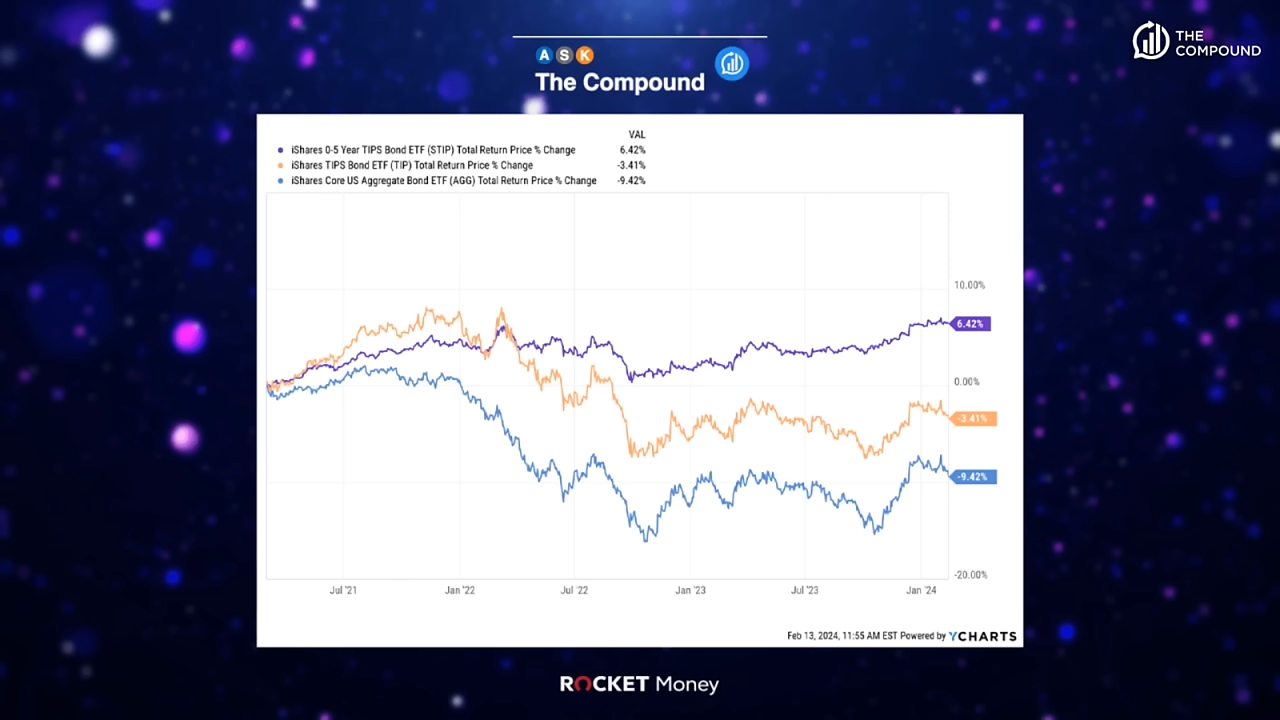 A S K
The Compound
THE
COMPOUND
VAL
iShares 0-5 Year TIPS Bond ETF (STIP) Total Return Price % Change 6.42%
iShares TIPS Bond ETF (TIP) Total Return Price % Change -3.41%
iShares Core US Aggregate Bond ETF (AGG) Total Return Price % Change -9.42%
10.00%
6.42%
0.00%
-3.41%
-9.42%
-20.00%
Jul '21 Jan '22 Jul '22 Jan '23 Jul '23 Jan '24
Feb 13, 2024, 11:55 AM EST Powered by YCHARTS
ROCKET Money